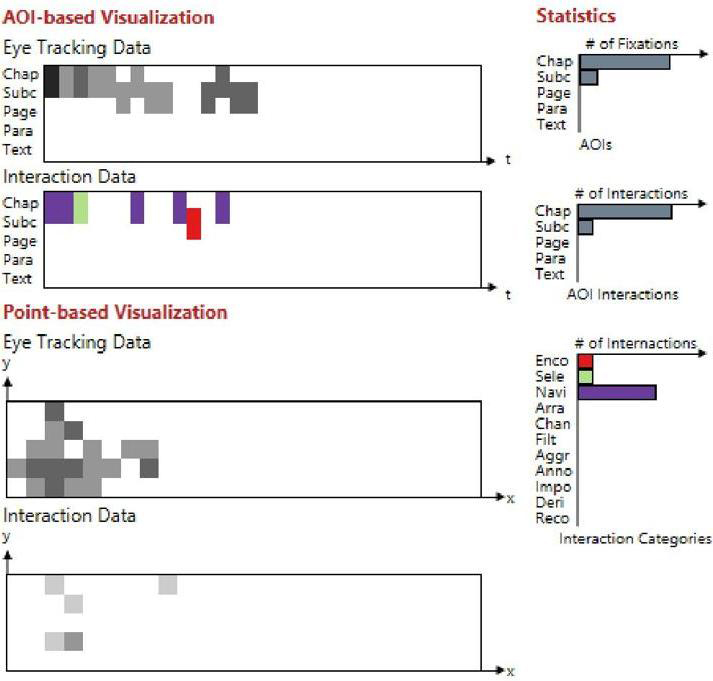 AOI-based Visualization
Eye Tracking Data
Chap
Subc
Page
Para
Text
t
Interaction Data
Chap
Subc
Page
Para
Text
t
Point-based Visualization
Eye Tracking Data
y
x
Interaction Data
y
x
Statistics
# of Fixations
Chap
Subc
Page
Para
Text
AOIs
# of Interactions
Chap
Subc
Page
Para
Text
AOI Interactions
# of Internactions
Enco
Sele
Navi
Arra
Chan
Filt
Aggr
Anno
Impo
Deri
Reco
Interaction Categories